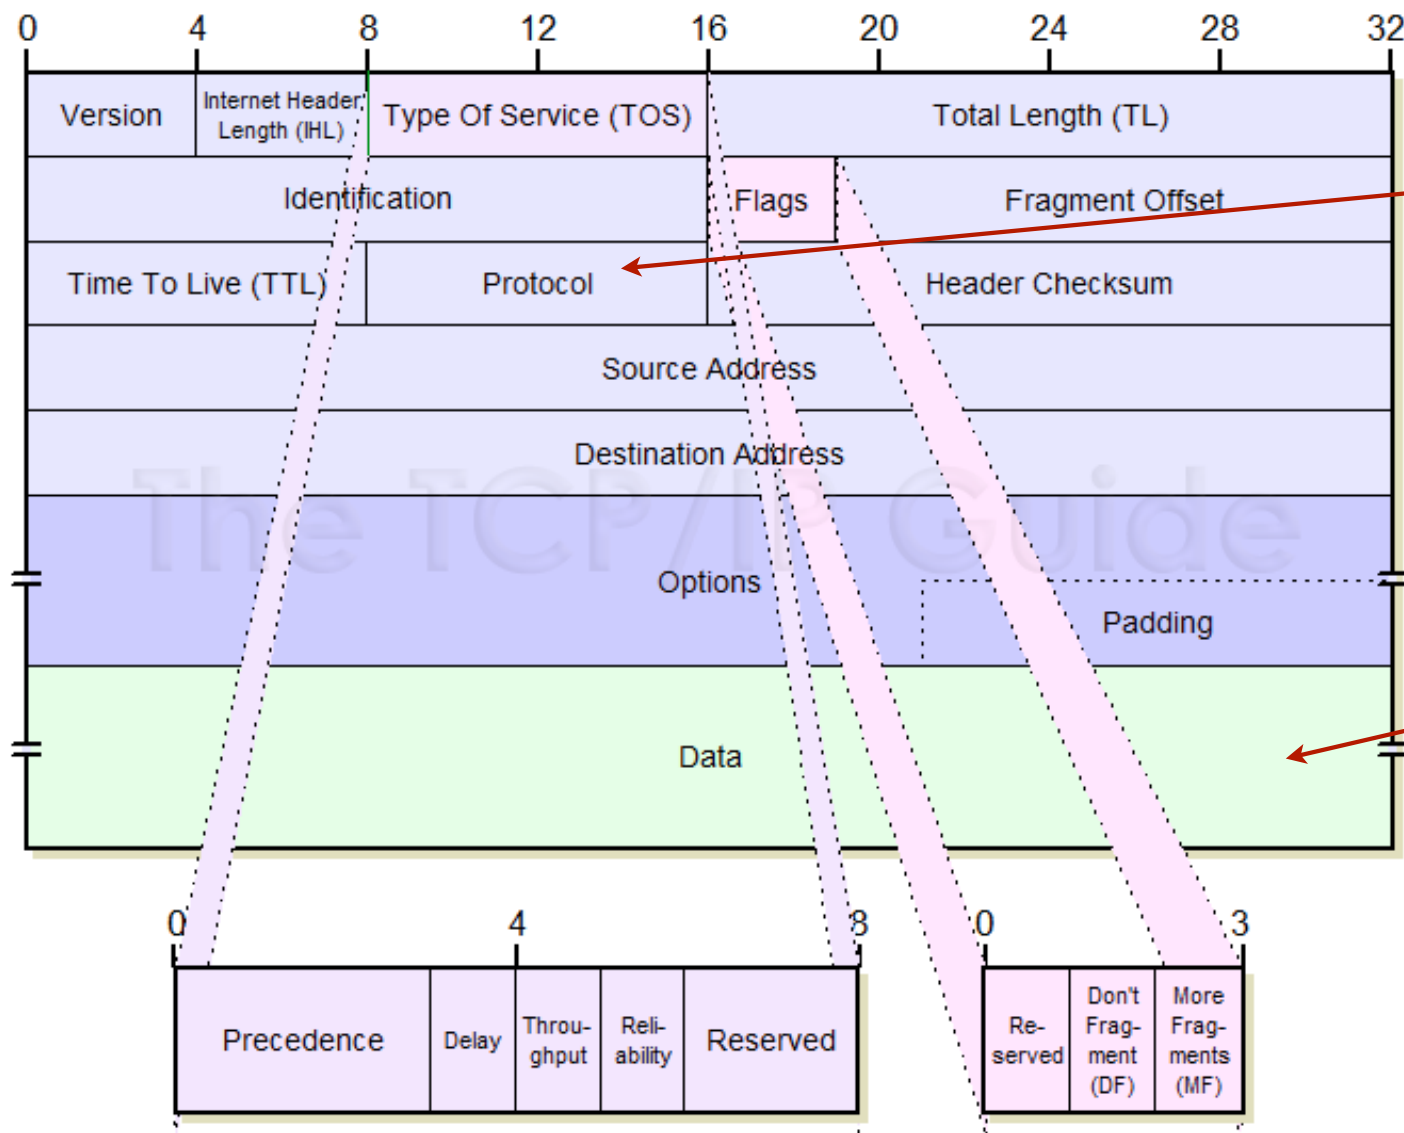 0 4 8 12 16 20 24 28 32
Version
Internet Header
Length (IHL)
Type Of Service (TOS)
Total Length (TL)
Identification
Flags
Fragment Offset
Time To Live (TTL)
Protocol
Header Checksum
Source Address
Destination Address
The TCP/IP Guide
Options
Padding
Data
0 4 8
Precedence
Delay
Throu-
ghput
Reli-
ability
Reserved
0 3
Re-
served
Don't
Frag-
ment
(DF)
More
Frag-
ments
(MF)